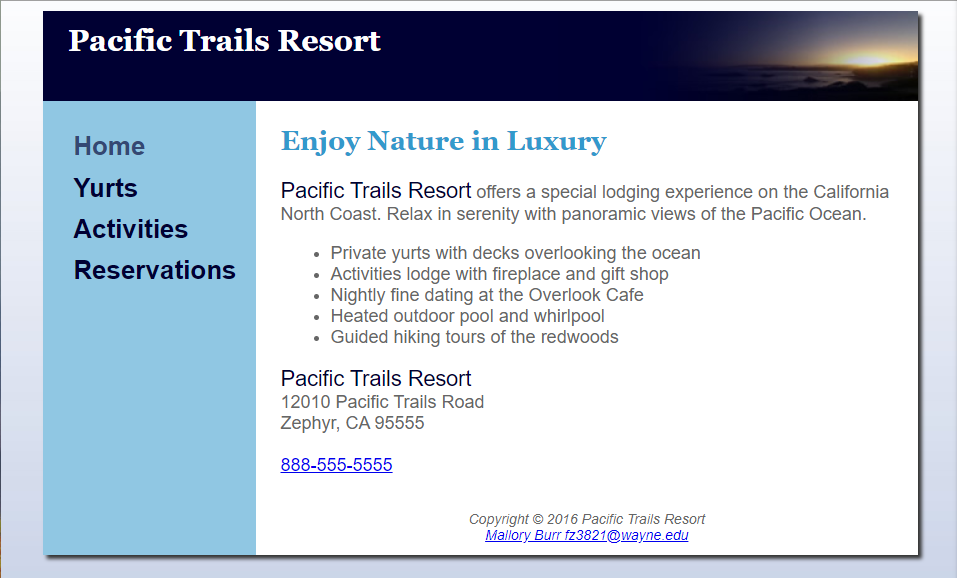 Pacific Trails Resort
Home
Yurts
Activities
Reservations
Enjoy Nature in Luxury
Pacific Trails Resort offers a special lodging experience on the California
North Coast. Relax in serenity with panoramic views of the Pacific Ocean.
• Private yurts with decks overlooking the ocean
• Activities lodge with fireplace and gift shop
• Nightly fine dating at the Overlook Cafe
• Heated outdoor pool and whirlpool
• Guided hiking tours of the redwoods
Pacific Trails Resort
12010 Pacific Trails Road
Zephyr, CA 95555
888-555-5555
Copyright © 2016 Pacific Trails Resort
Mallory Burr fz3821@wayne.edu